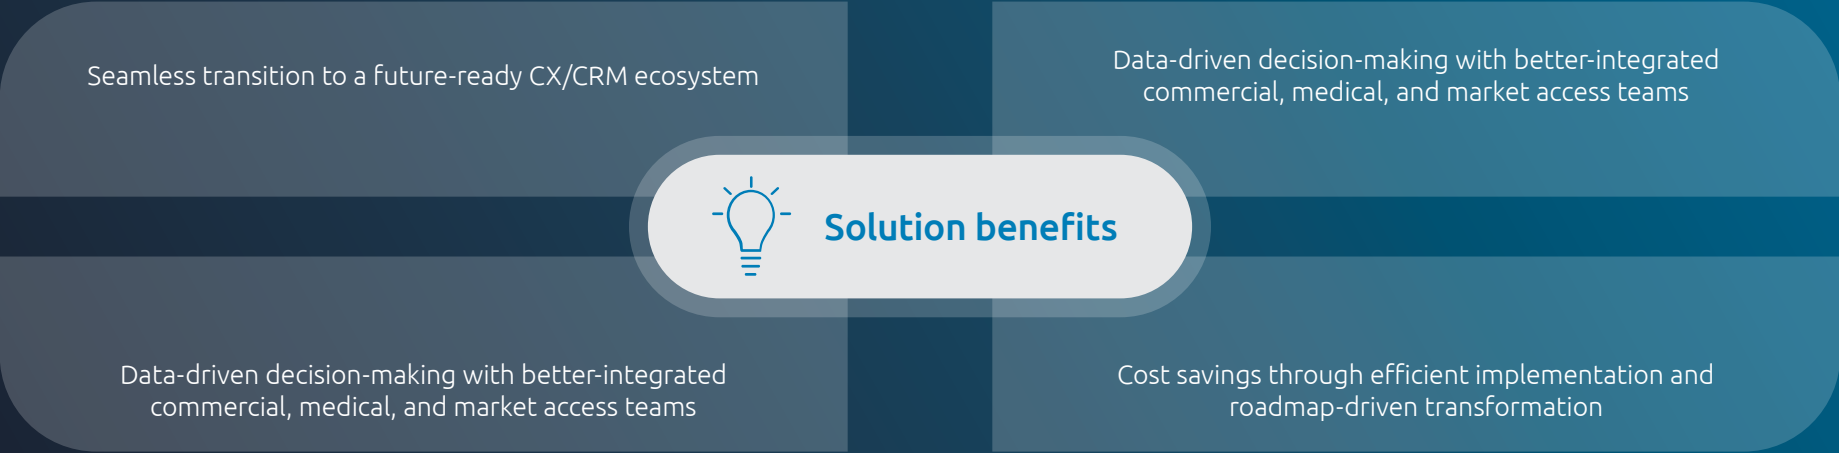 Seamless transition to a future-ready CX/CRM ecosystem
Data-driven decision-making with better-integrated
commercial, medical, and market access teams
Solution benefits
Data-driven decision-making with better-integrated
commercial, medical, and market access teams
Cost savings through efficient implementation and
roadmap-driven transformation